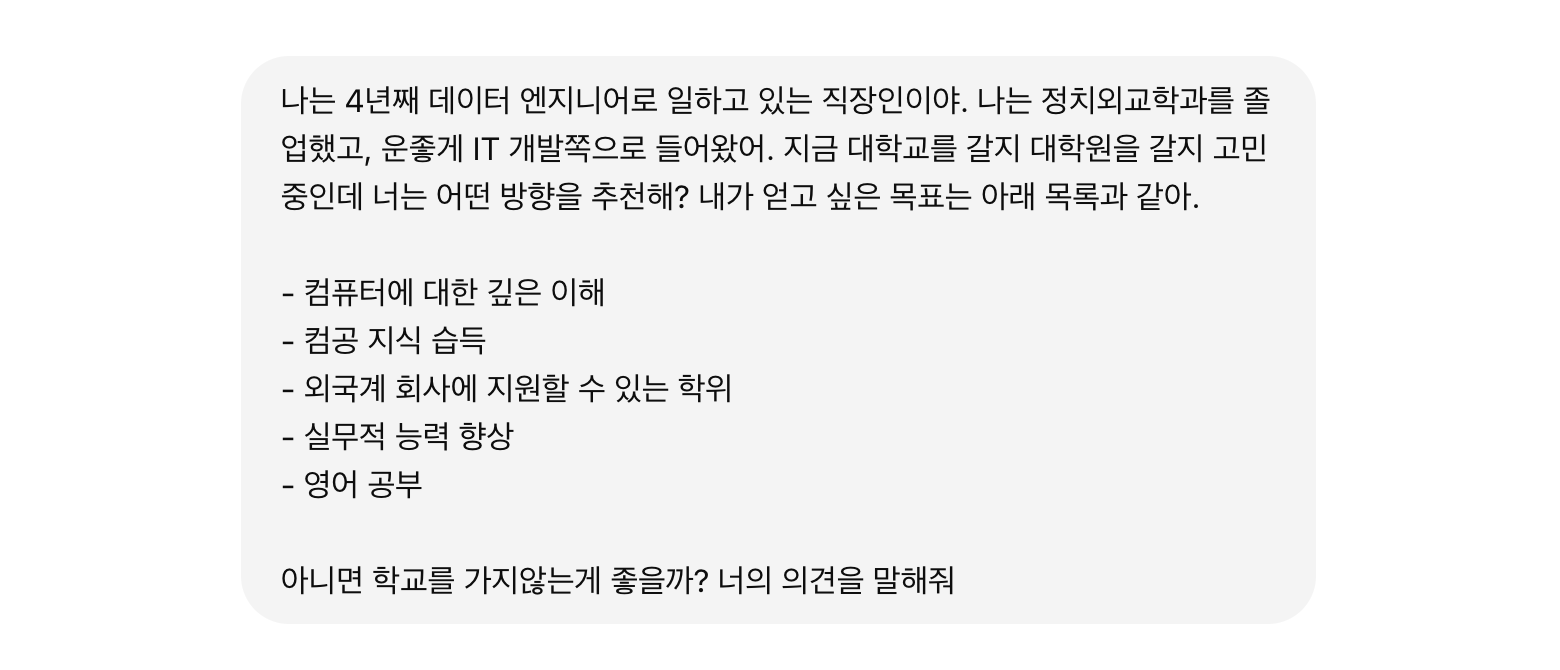 나는 4년째 데이터 엔지니어로 일하고 있는 직장인이야. 나는 정치외교학과를 졸
업했고, 운좋게 IT 개발쪽으로 들어왔어. 지금 대학교를 갈지 대학원을 갈지 고민
중인데 너는 어떤 방향을 추천해? 내가 얻고 싶은 목표는 아래 목록과 같아.
- 컴퓨터에 대한 깊은 이해
- 컴공 지식 습득
- 외국계 회사에 지원할 수 있는 학위
- 실무적 능력 향상
- 영어 공부
아니면 학교를 가지않는게 좋을까? 너의 의견을 말해줘